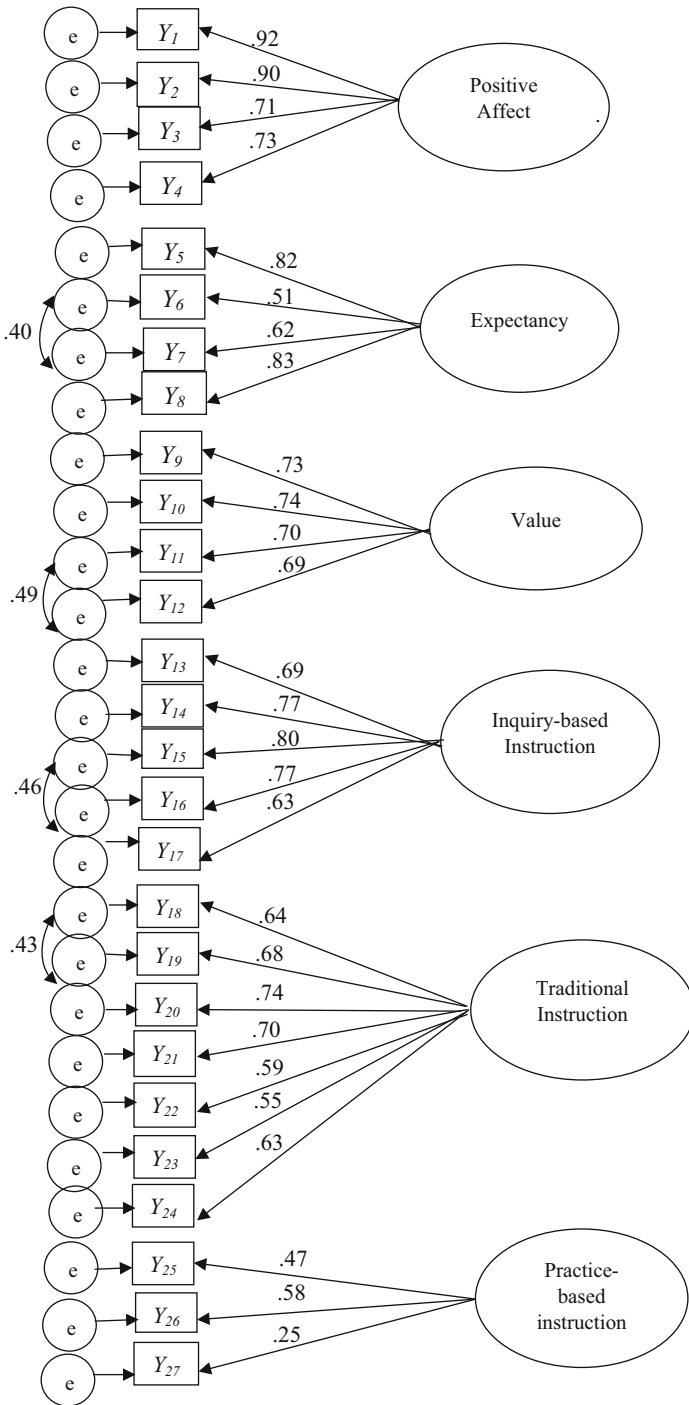 e Y1 .92
e Y2 .90
e Y3 .71
e Y4 .73
Positive
Affect
.
e Y5 .82
e Y6 .51
e Y7 .62
e Y8 .83
.40
Expectancy
e Y9 .73
e Y10 .74
e Y11 .70
e Y12 .69
.49
Value
e Y13 .69
e Y14 .77
e Y15 .80
e Y16 .77
e Y17 .63
.46
Inquiry-based
Instruction
e Y18 .64
e Y19 .68
e Y20 .74
e Y21 .70
e Y22 .59
e Y23 .55
e Y24 .63
.43
Traditional
Instruction
e Y25 .47
e Y26 .58
e Y27 .25
Practice-
based
instruction